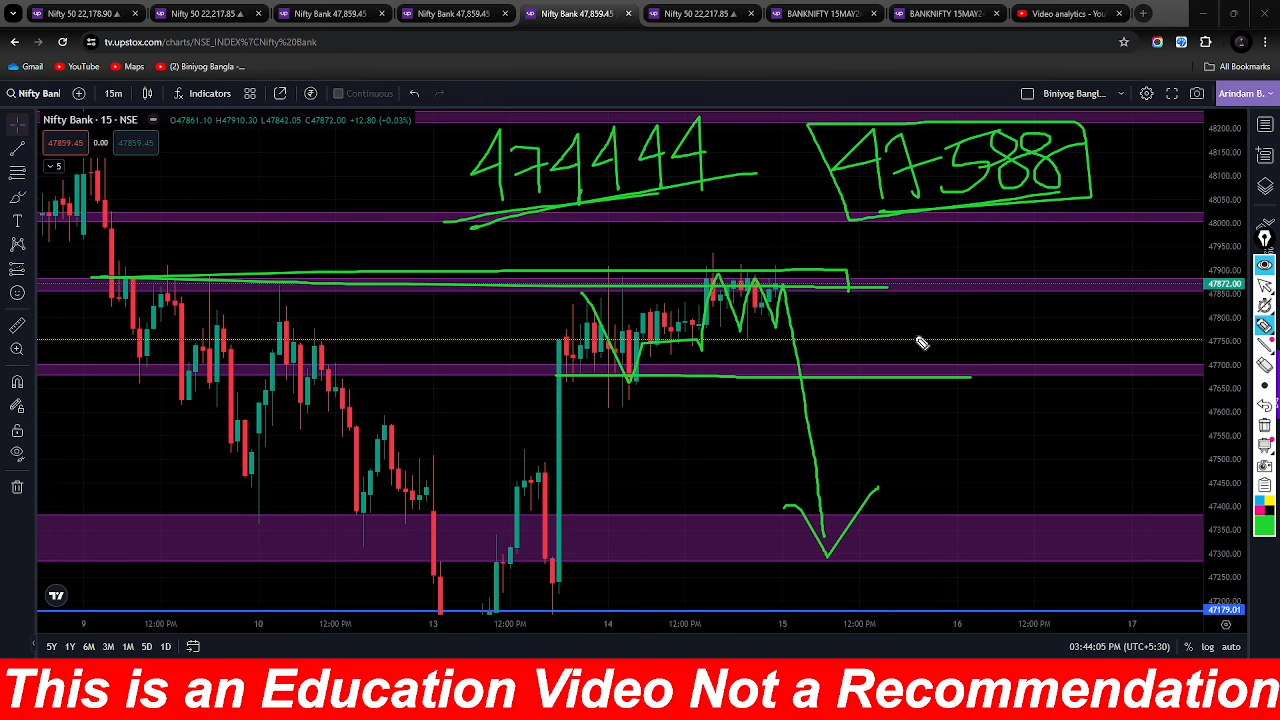 Nifty 50 22,178.90
Nifty 50 22,217.85
Nifty Bank 47,859.45
Nifty Bank 47,859.45
Nifty Bank 47,859.45
Nifty 50 22,217.85
BANKNIFTY 15MAY24
BANKNIFTY 15MAY24
Video analytics - You
tv.upstox.com/charts/NSE_INDEX%7CNifty%20Bank
Gmail
YouTube
Maps
(2) Biniyog Bangla -...
All Bookmarks
Nifty Bank
15m
Indicators
Continuous
Biniyog Bangl...
Arindam B.
Nifty Bank · 15 · NSE
O47861.10 H47910.30 L47842.05 C47872.00 +12.80 (+0.03%)
47859.45
0.00
47859.45
5
474444
47588
48200.00
48150.00
48100.00
48050.00
48000.00
47950.00
47900.00
47872.00
47850.00
47800.00
47750.00
47700.00
47650.00
47600.00
47550.00
47500.00
47450.00
47400.00
47350.00
47300.00
47250.00
47200.00
47179.01
9
12:00 PM
10
12:00 PM
13
12:00 PM
14
12:00 PM
15
12:00 PM
16
12:00 PM
17
5Y 1Y 6M 3M 1M 5D 1D
03:44:05 PM (UTC+5:30)
% log auto
This is an Education Video Not a Recommendation